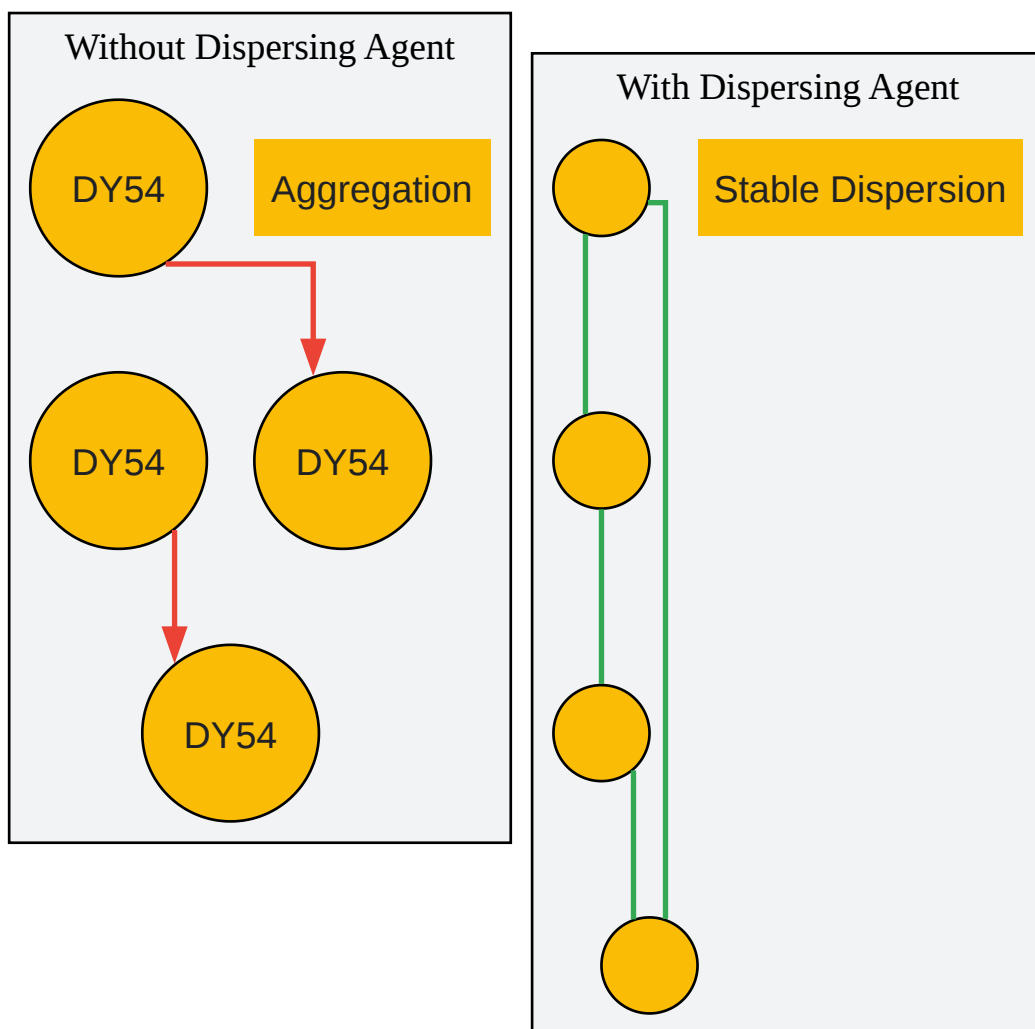 Without Dispersing Agent
DY54
Aggregation
DY54
DY54
DY54
With Dispersing Agent
Stable Dispersion